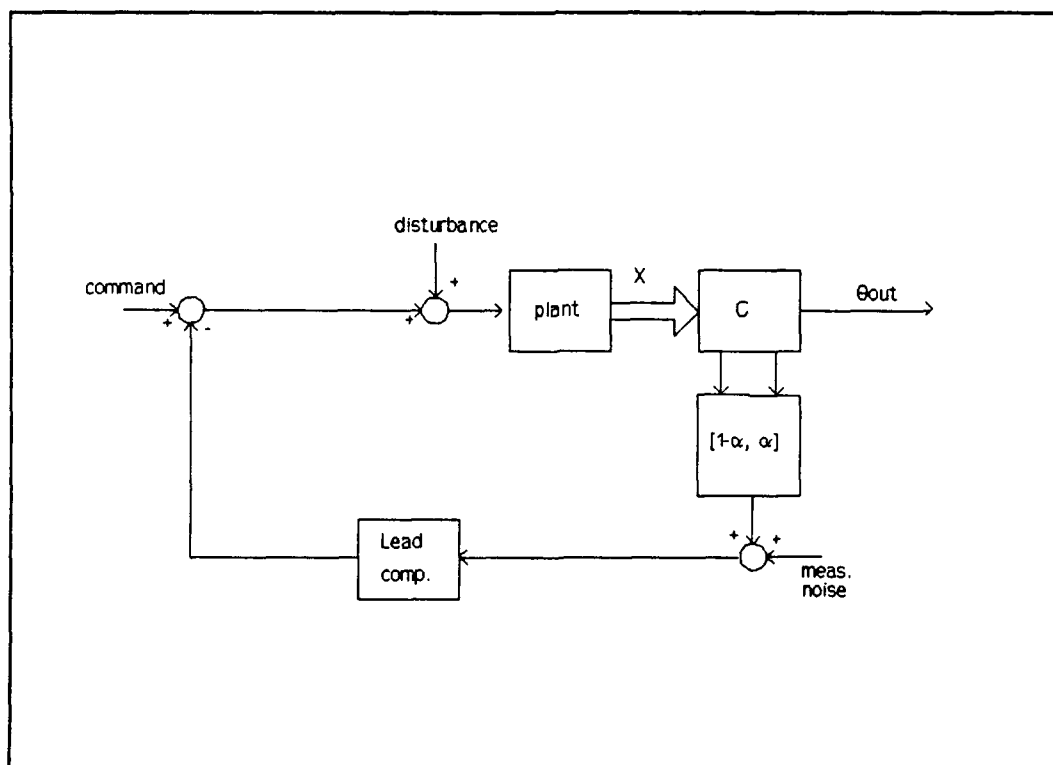 disturbance
+
command
+
-
+
plant
X
C
θout
[1-α, α]
+
+
Lead
comp.
meas.
noise